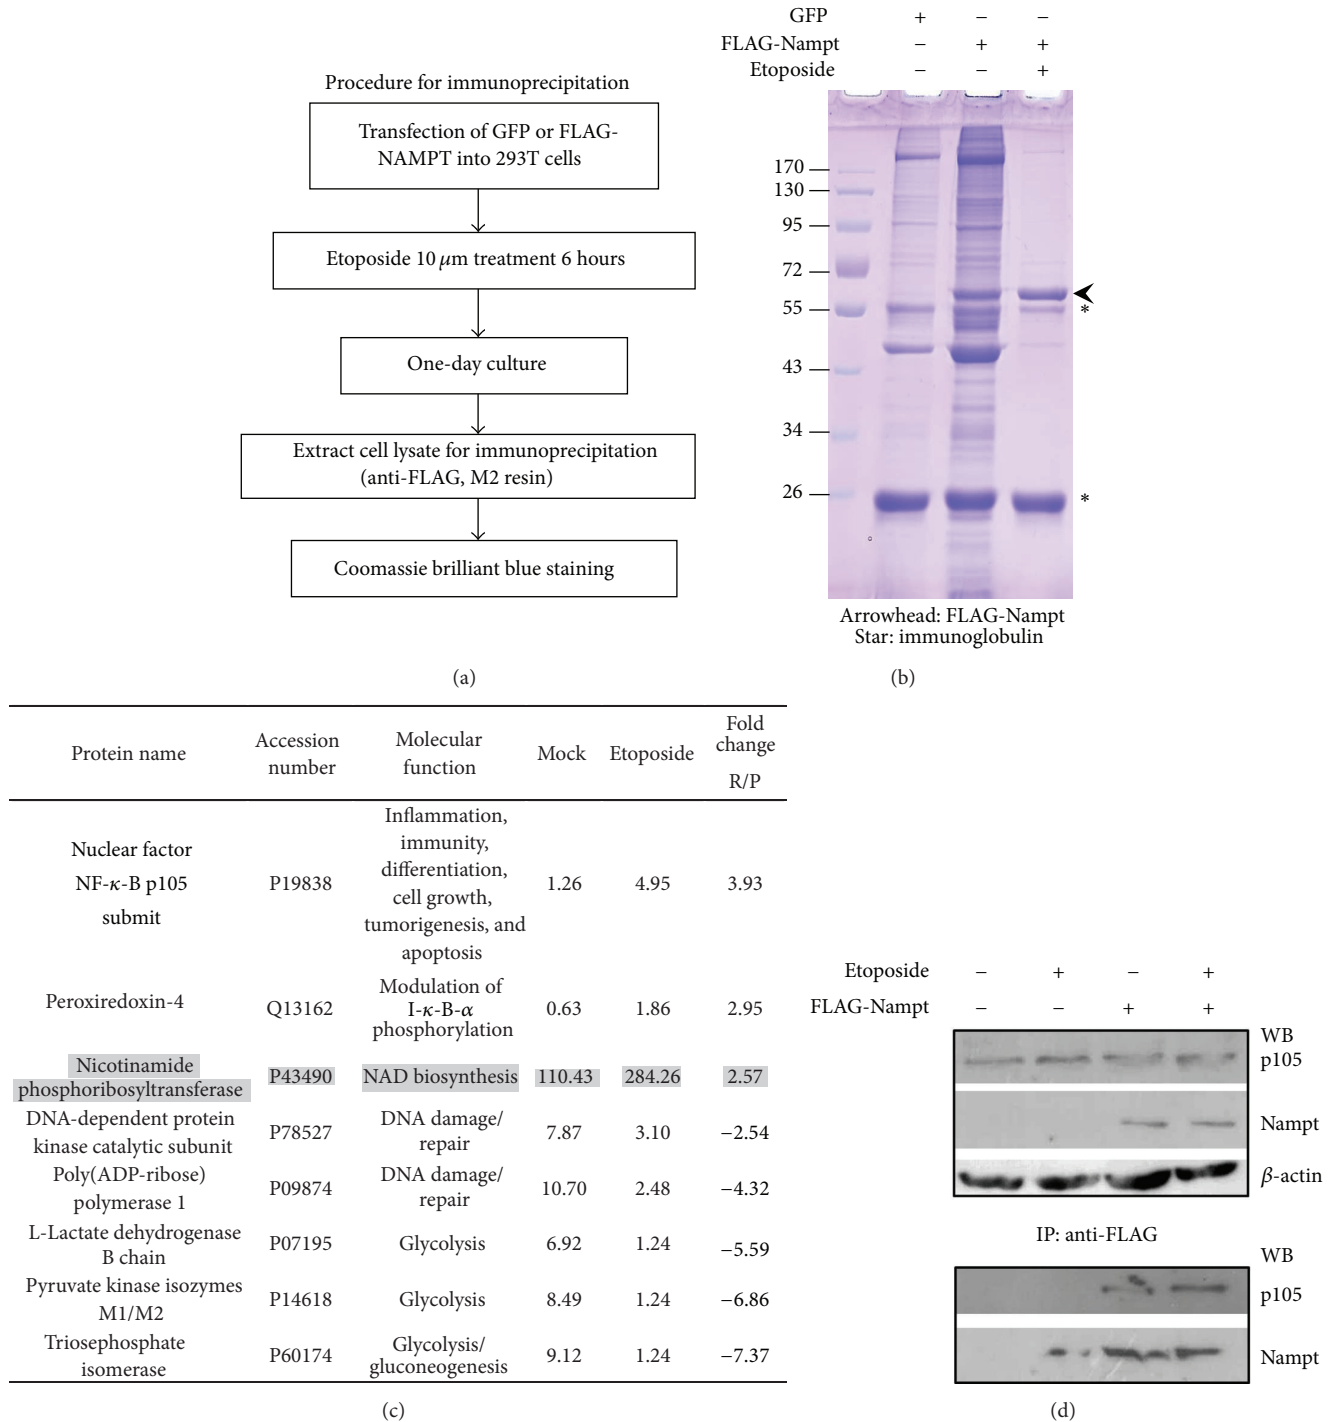 Procedure for immunoprecipitation
Transfection of GFP or FLAG-
NAMPT into 293T cells
Etoposide 10 μm treatment 6 hours
One-day culture
Extract cell lysate for immunoprecipitation
(anti-FLAG, M2 resin)
Coomassie brilliant blue staining
(a)
GFP + − −
FLAG-Nampt − + +
Etoposide − − +
170
130
95
72
55 *
43
34
26 *
Arrowhead: FLAG-Nampt
Star: immunoglobulin
(b)
Protein name Accession number Molecular function Mock Etoposide Fold change R/P
Nuclear factor NF-κ-B p105 submit P19838 Inflammation, immunity, differentiation, cell growth, tumorigenesis, and apoptosis 1.26 4.95 3.93
Peroxiredoxin-4 Q13162 Modulation of I-κ-B-α phosphorylation 0.63 1.86 2.95
Nicotinamide phosphoribosyltransferase P43490 NAD biosynthesis 110.43 284.26 2.57
DNA-dependent protein kinase catalytic subunit P78527 DNA damage/ repair 7.87 3.10 −2.54
Poly(ADP-ribose) polymerase 1 P09874 DNA damage/ repair 10.70 2.48 −4.32
L-Lactate dehydrogenase B chain P07195 Glycolysis 6.92 1.24 −5.59
Pyruvate kinase isozymes M1/M2 P14618 Glycolysis 8.49 1.24 −6.86
Triosephosphate isomerase P60174 Glycolysis/ gluconeogenesis 9.12 1.24 −7.37
(c)
Etoposide − + − +
FLAG-Nampt − − + +
WB
p105
Nampt
β-actin
IP: anti-FLAG
WB
p105
Nampt
(d)